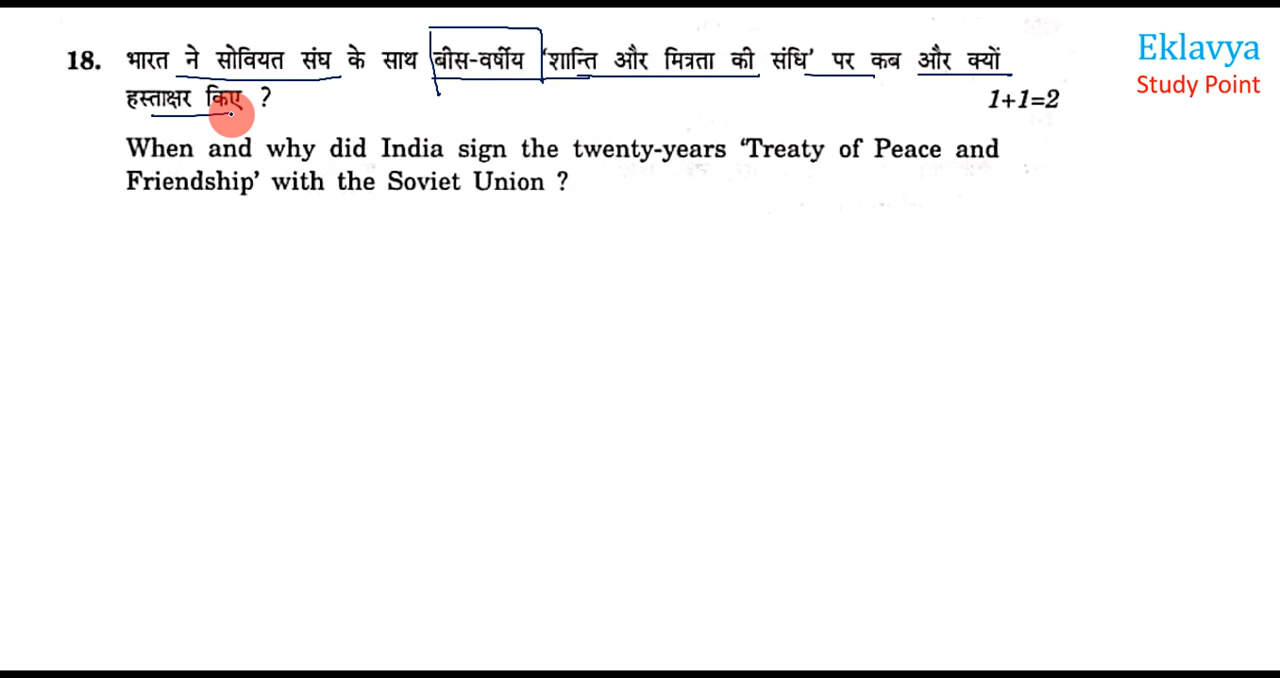 18. भारत ने सोवियत संघ के साथ बीस-वर्षीय 'शान्ति और मित्रता की संधि' पर कब और क्यों
हस्ताक्षर किए ? 1+1=2
When and why did India sign the twenty-years 'Treaty of Peace and
Friendship' with the Soviet Union ?
Eklavya
Study Point